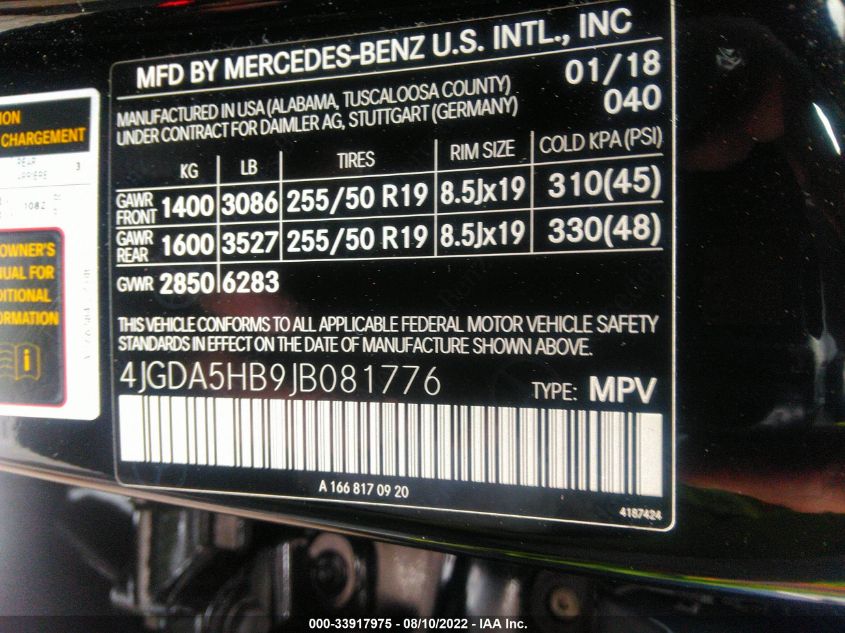 MFD BY MERCEDES-BENZ U.S. INTL., INC
01/18
MANUFACTURED IN USA (ALABAMA, TUSCALOOSA COUNTY)
UNDER CONTRACT FOR DAIMLER AG, STUTTGART (GERMANY)
040
KG LB TIRES RIM SIZE COLD KPA (PSI)
GAWR FRONT 1400 3086 255/50 R19 8.5Jx19 310(45)
GAWR REAR 1600 3527 255/50 R19 8.5Jx19 330(48)
GVWR 2850 6283
THIS VEHICLE CONFORMS TO ALL APPLICABLE FEDERAL MOTOR VEHICLE SAFETY
STANDARDS IN EFFECT ON THE DATE OF MANUFACTURE SHOWN ABOVE.
4JGDA5HB9JB081776 TYPE: MPV
A 166 817 09 20
4187424
CHARGEMENT
REAR 3
1082
OWNER'S
FOR
000-33917975 — 08/10/2022 — IAA Inc.